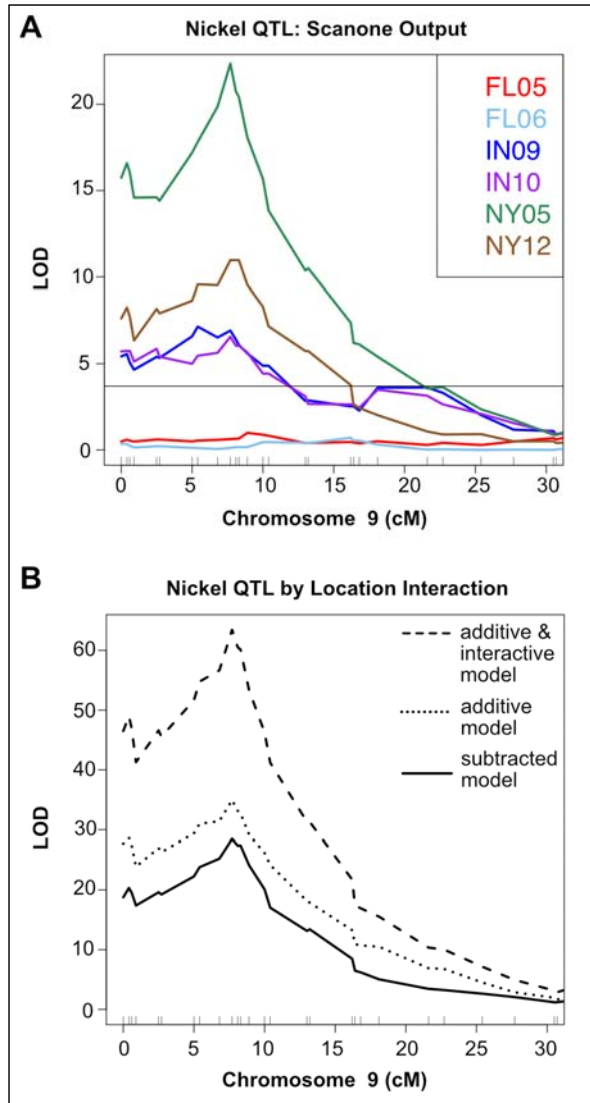 A
Nickel QTL: Scanone Output
FL05
FL06
IN09
IN10
NY05
NY12
LOD
20
15
10
5
0
0 5 10 15 20 25 30
Chromosome 9 (cM)
B
Nickel QTL by Location Interaction
additive &
interactive
model
additive
model
subtracted
model
LOD
60
50
40
30
20
10
0
0 5 10 15 20 25 30
Chromosome 9 (cM)